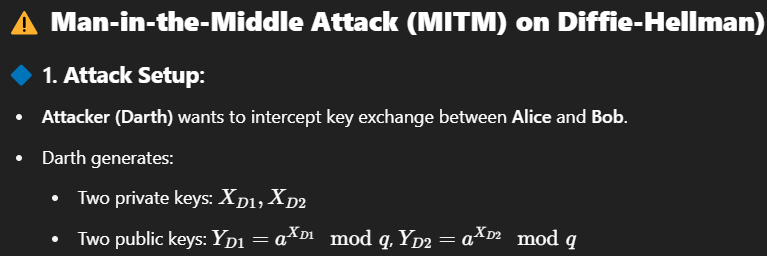 ⚠️ Man-in-the-Middle Attack (MITM) on Diffie-Hellman)
🔷 1. Attack Setup:
• Attacker (Darth) wants to intercept key exchange between Alice and Bob.
• Darth generates:
• Two private keys: $X_{D1}, X_{D2}$
• Two public keys: $Y_{D1} = a^{X_{D1}} \mod q$, $Y_{D2} = a^{X_{D2}} \mod q$